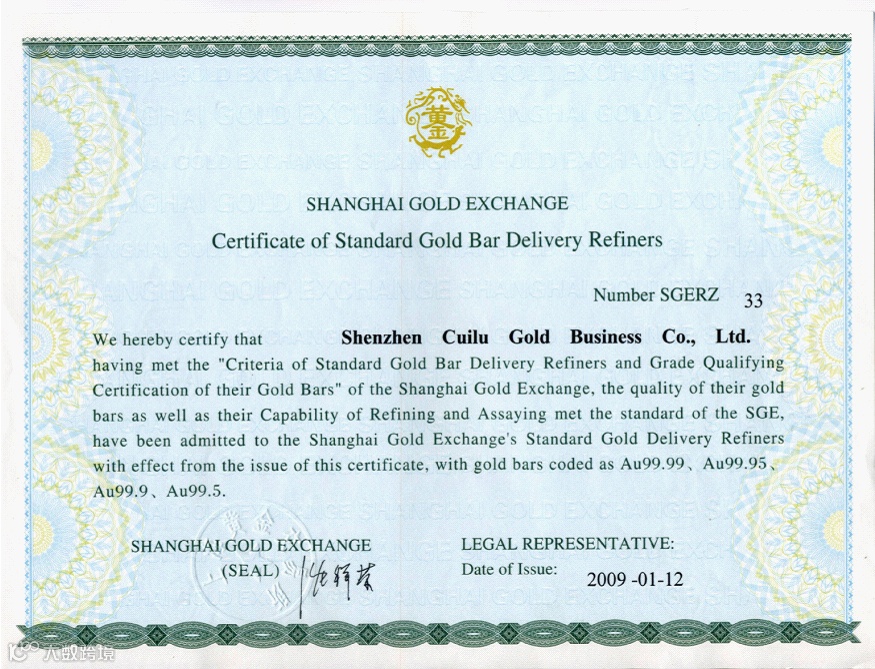 SHANGHAI GOLD EXCHANGE
Certificate of Standard Gold Bar Delivery Refiners
Number SGERZ 33
We hereby certify that Shenzhen Cuilu Gold Business Co., Ltd.
having met the "Criteria of Standard Gold Bar Delivery Refiners and Grade Qualifying
Certification of their Gold Bars" of the Shanghai Gold Exchange, the quality of their gold
bars as well as their Capability of Refining and Assaying met the standard of the SGE,
have been admitted to the Shanghai Gold Exchange's Standard Gold Delivery Refiners
with effect from the issue of this certificate, with gold bars coded as Au99.99、Au99.95、
Au99.9、Au99.5.
SHANGHAI GOLD EXCHANGE
(SEAL)
LEGAL REPRESENTATIVE:
Date of Issue: 2009 -01-12
大数跨境